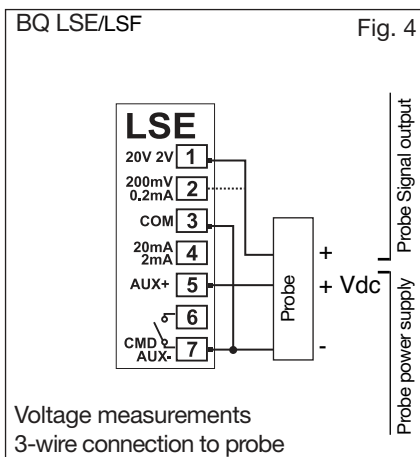 BQ LSE/LSF
Fig. 4
LSE
20V 2V 1
200mV
0.2mA 2
COM 3
20mA
2mA 4
AUX+ 5
6
CMD
AUX- 7
Probe
+
+ Vdc
-
Probe Signal output
Probe power supply
Voltage measurements
3-wire connection to probe